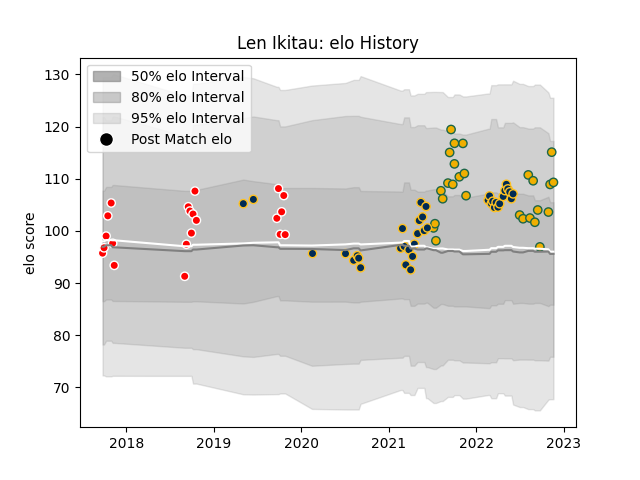 Len Ikitau: elo History
50% elo Interval
80% elo Interval
95% elo Interval
Post Match elo
elo score
130
120
110
100
90
80
70
2018
2019
2020
2021
2022
2023